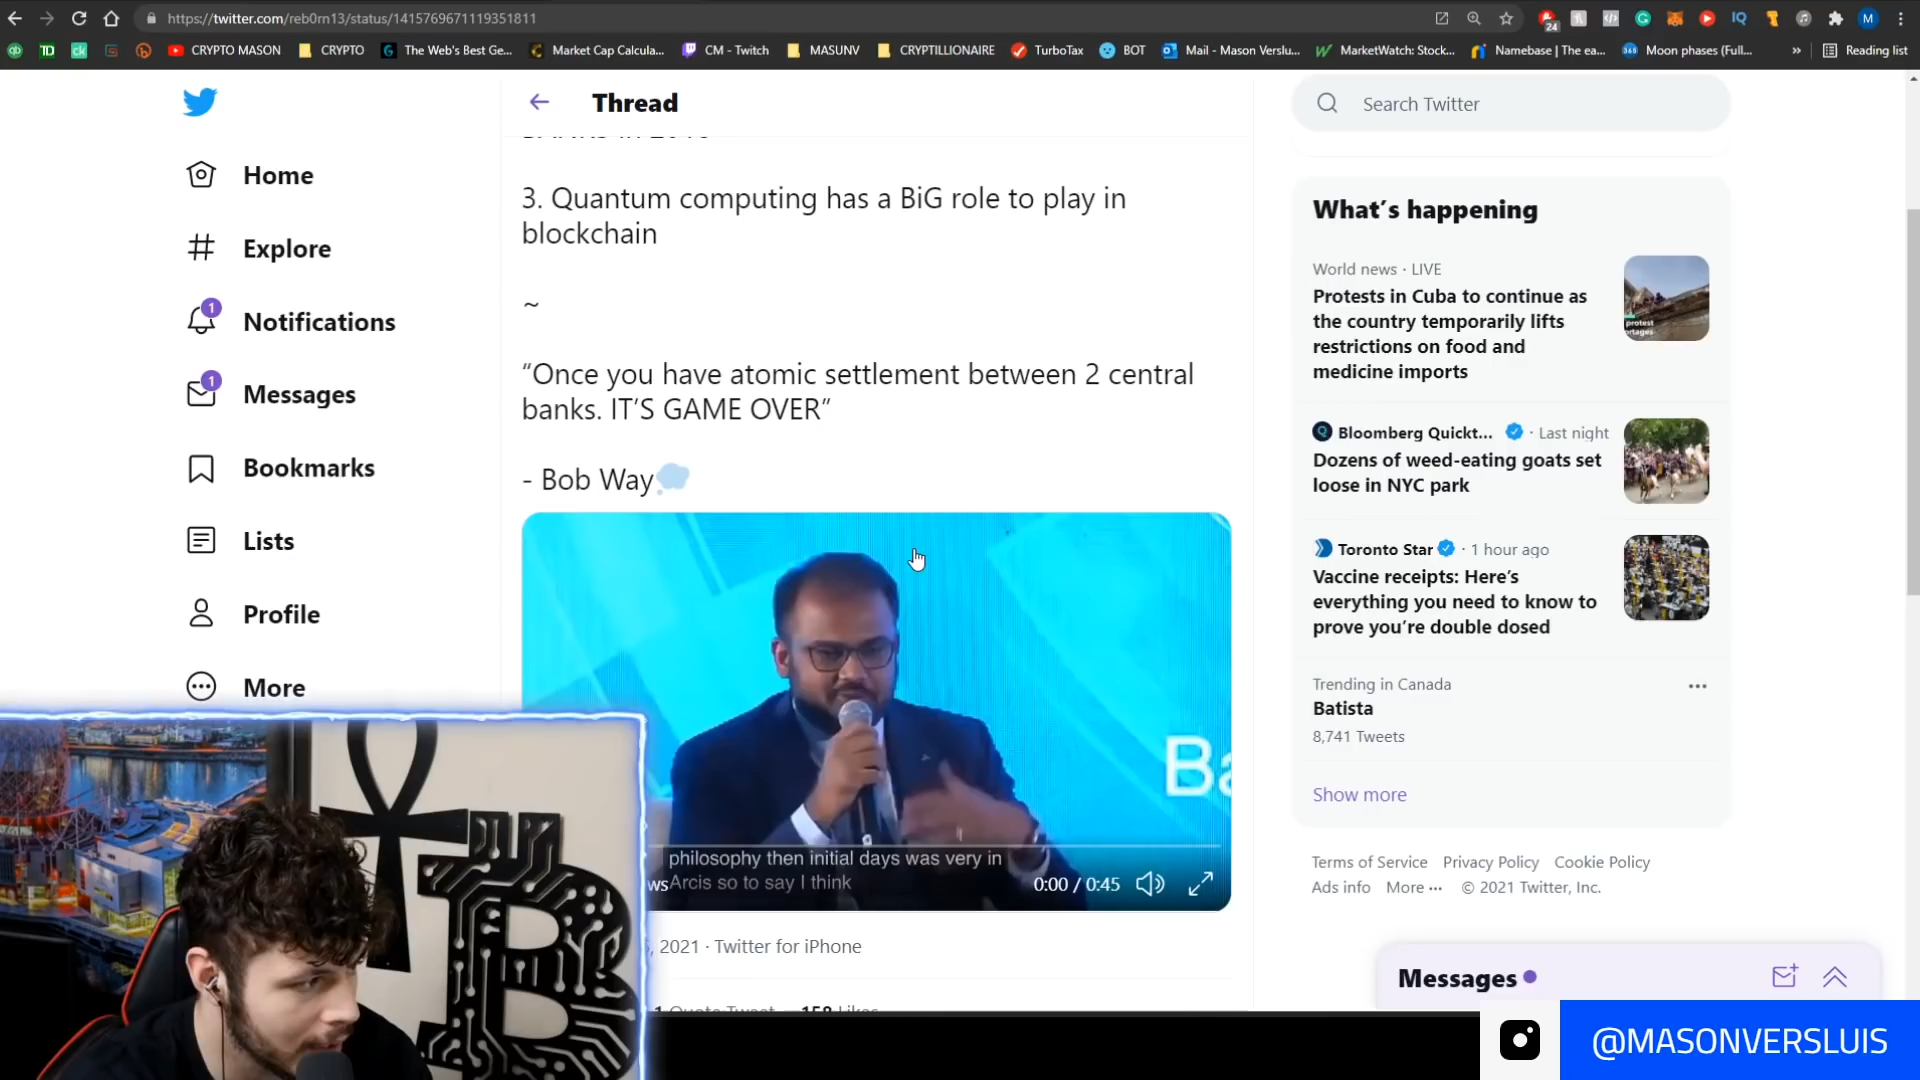 https://twitter.com/reb0rn13/status/1415769671119351811
24
CRYPTO MASON
CRYPTO
The Web's Best Ge...
Market Cap Calcula...
CM - Twitch
MASUNV
CRYPTILLIONAIRE
TurboTax
BOT
Mail - Mason Verslu...
MarketWatch: Stock...
Namebase | The ea...
Moon phases (Full...
»
Reading list
Thread
Search Twitter
Home
Explore
1
Notifications
1
Messages
Bookmarks
Lists
Profile
More
3. Quantum computing has a BiG role to play in
blockchain
~
“Once you have atomic settlement between 2 central
banks. IT’S GAME OVER”
- Bob Way
Ba
philosophy then initial days was very in
Arcis so to say I think
0:00 / 0:45
, 2021 · Twitter for iPhone
What’s happening
World news · LIVE
Protests in Cuba to continue as
the country temporarily lifts
restrictions on food and
medicine imports
Bloomberg Quickt... · Last night
Dozens of weed-eating goats set
loose in NYC park
Toronto Star · 1 hour ago
Vaccine receipts: Here’s
everything you need to know to
prove you’re double dosed
Trending in Canada
Batista
8,741 Tweets
Show more
Terms of Service Privacy Policy Cookie Policy
Ads info More ··· © 2021 Twitter, Inc.
Messages
@MASONVERSLUIS